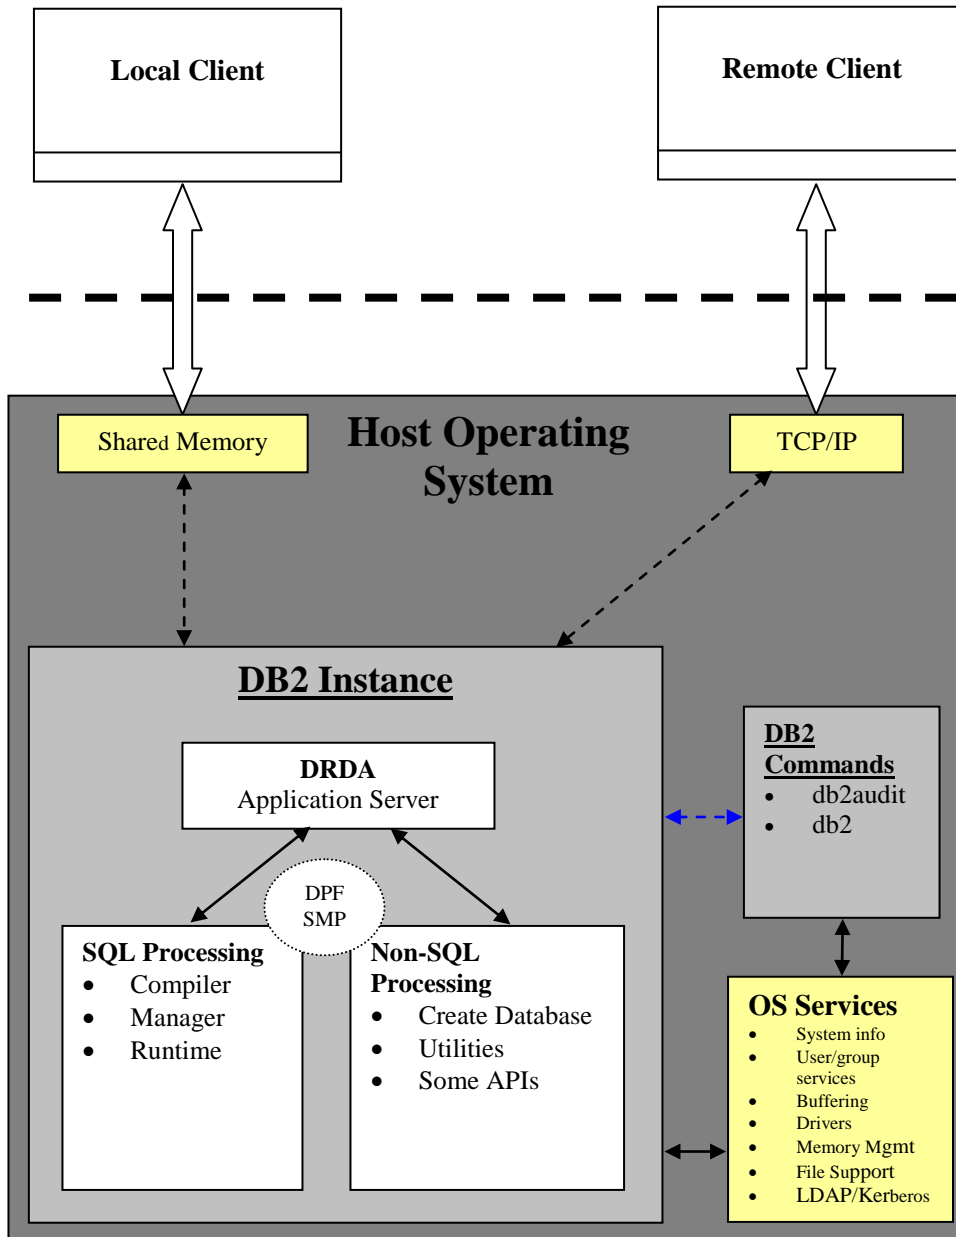 Local Client
Remote Client
Shared Memory
Host Operating
System
TCP/IP
DB2 Instance
DRDA
Application Server
DPF
SMP
SQL Processing
• Compiler
• Manager
• Runtime
Non-SQL
Processing
• Create Database
• Utilities
• Some APIs
DB2
Commands
• db2audit
• db2
OS Services
• System info
• User/group
services
• Buffering
• Drivers
• Memory Mgmt
• File Support
• LDAP/Kerberos